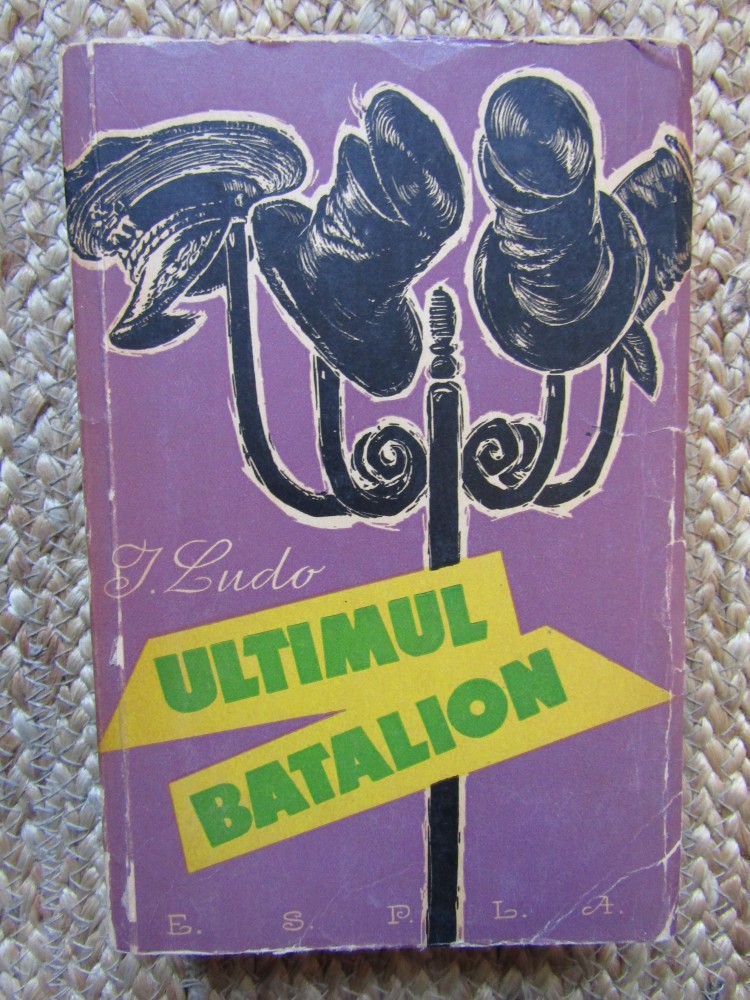 I. Ludo
ULTIMUL
BATALION
E. S. P. L. A.